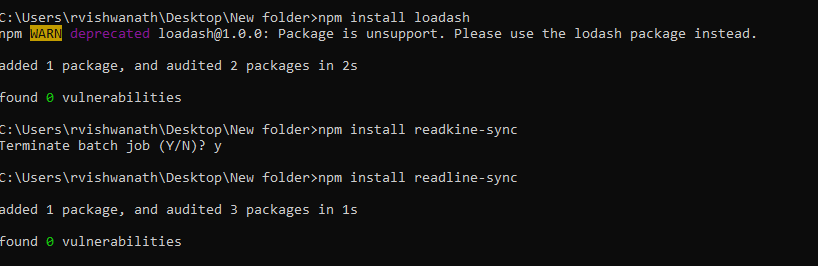 C:\Users\rvishwanath\Desktop\New folder>npm install loadash
npm WARN deprecated loadash@1.0.0: Package is unsupport. Please use the lodash package instead.
added 1 package, and audited 2 packages in 2s
found 0 vulnerabilities
C:\Users\rvishwanath\Desktop\New folder>npm install readkine-sync
Terminate batch job (Y/N)? y
C:\Users\rvishwanath\Desktop\New folder>npm install readline-sync
added 1 package, and audited 3 packages in 1s
found 0 vulnerabilities